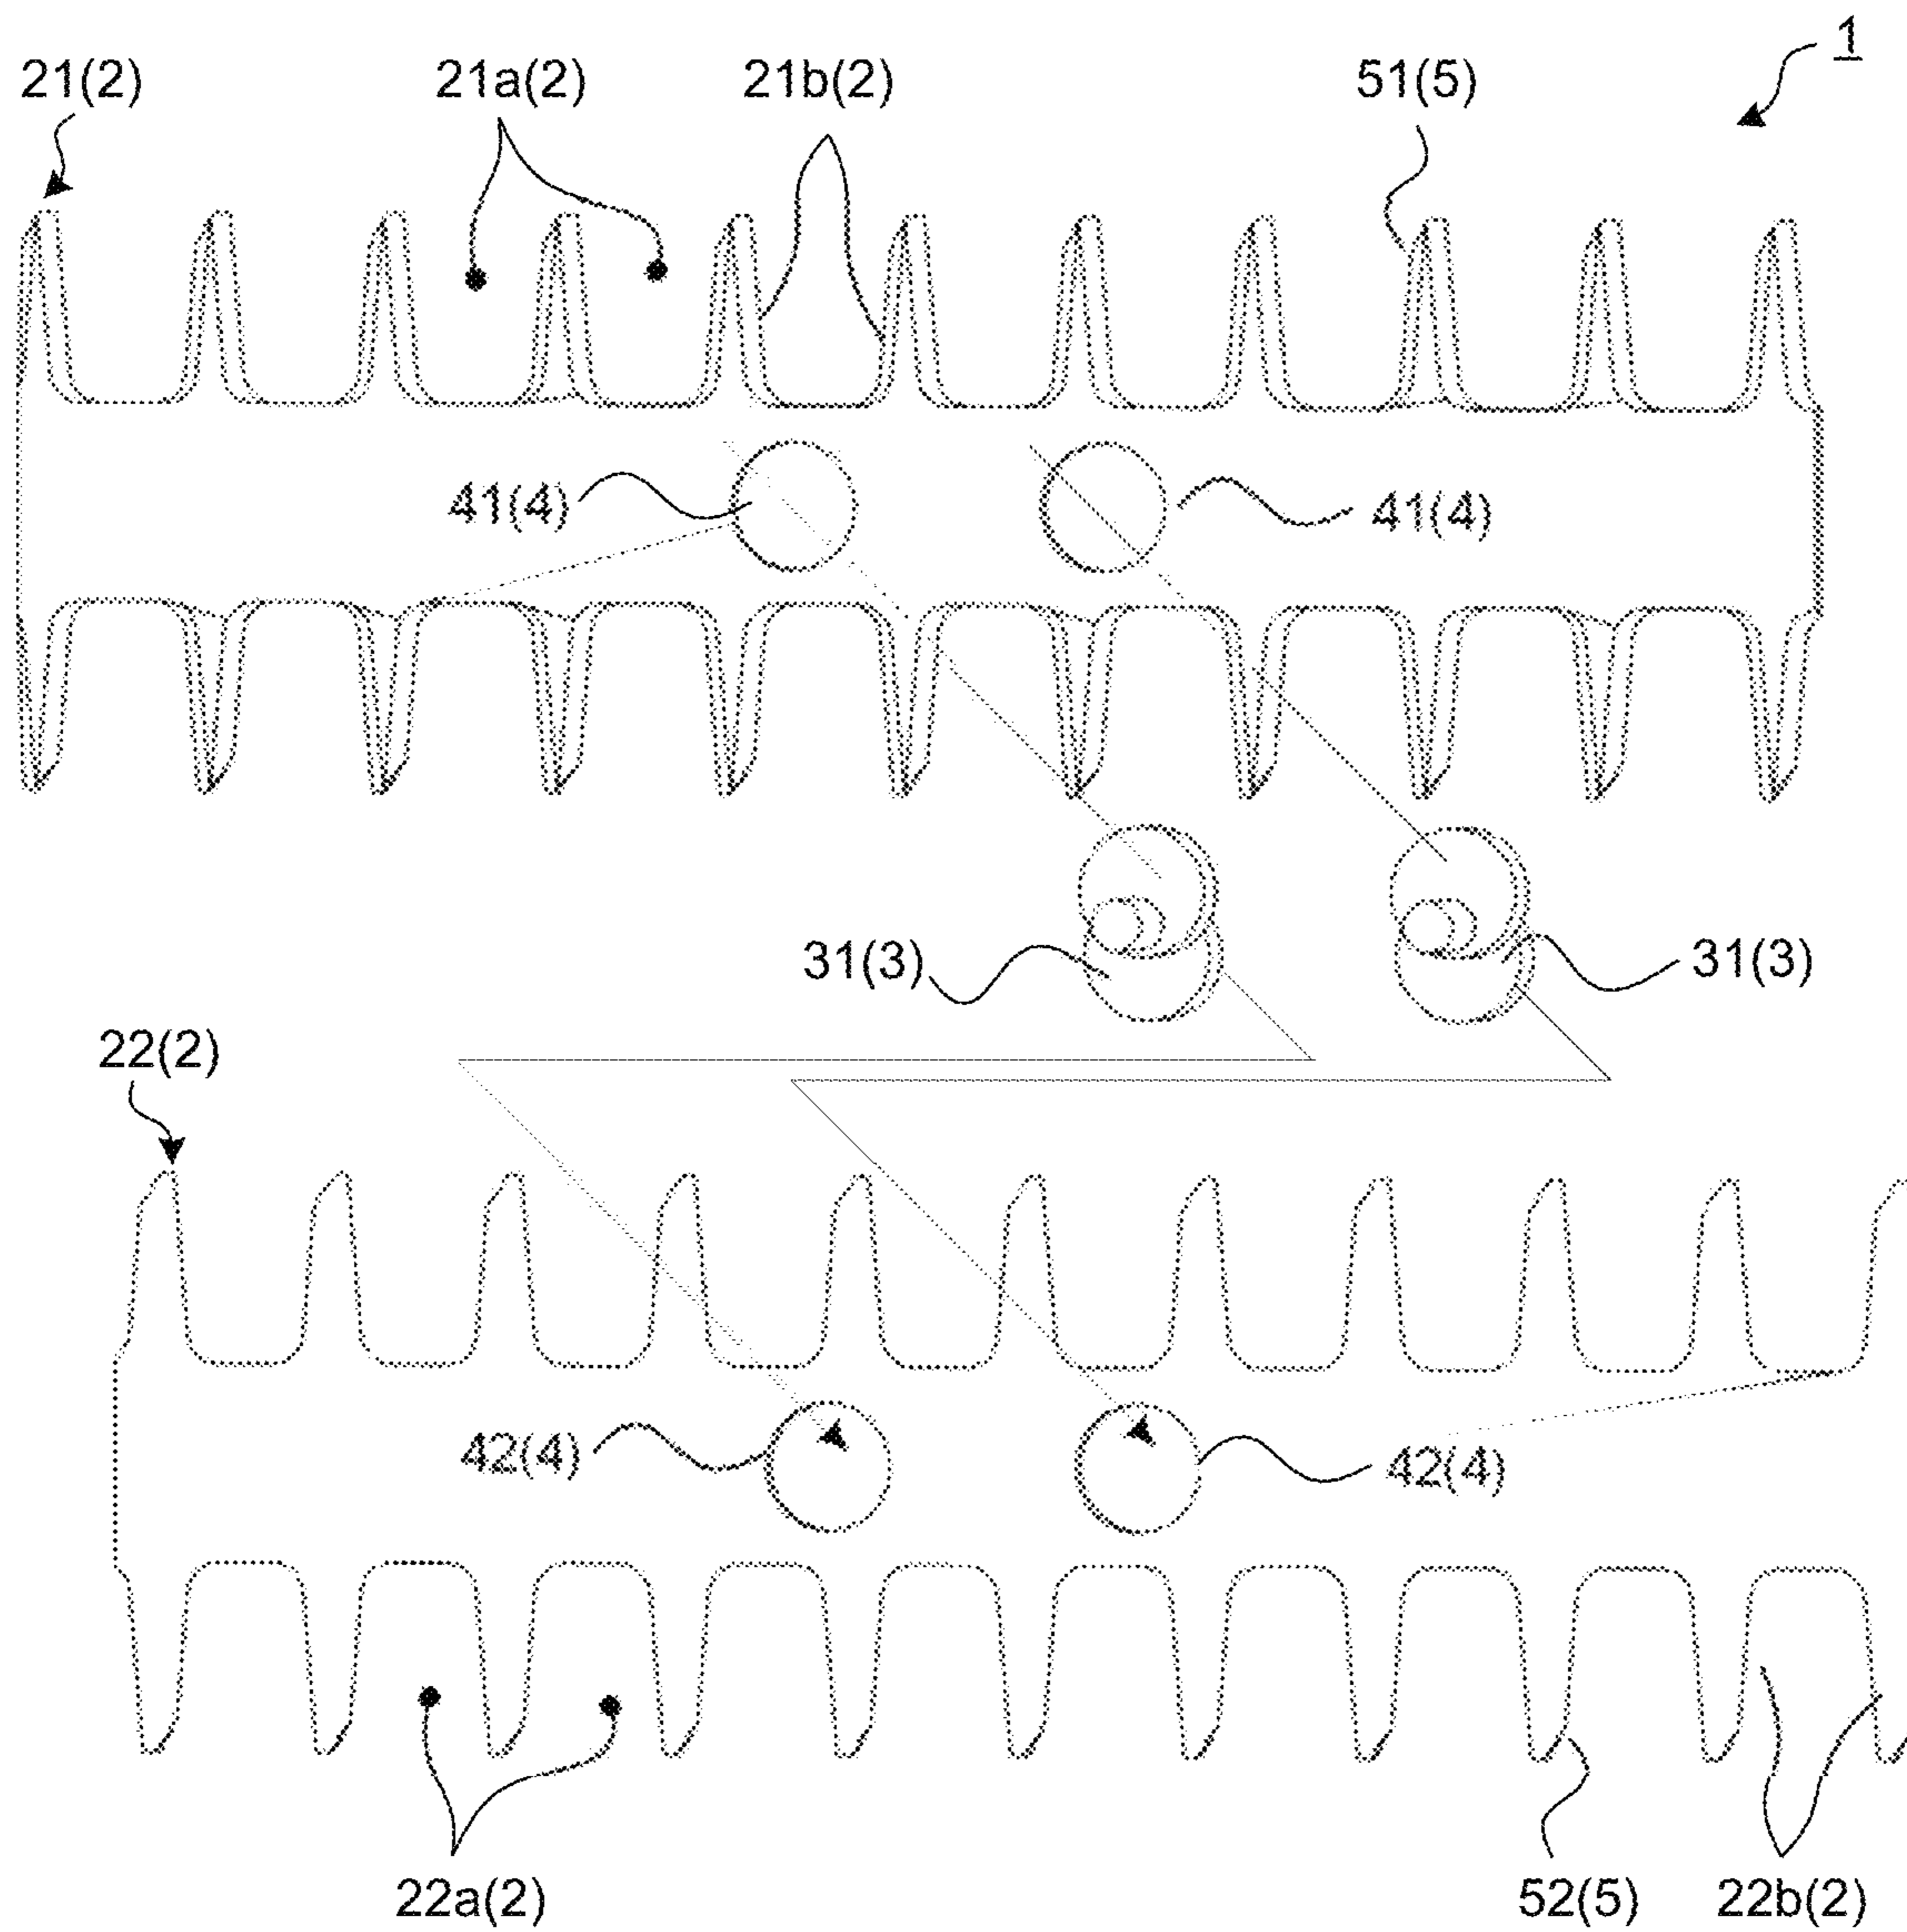 1
21(2) 21a(2) 21b(2) 51(5)
41(4) 41(4)
31(3) 31(3)
22(2)
42(4) 42(4)
22a(2) 52(5) 22b(2)